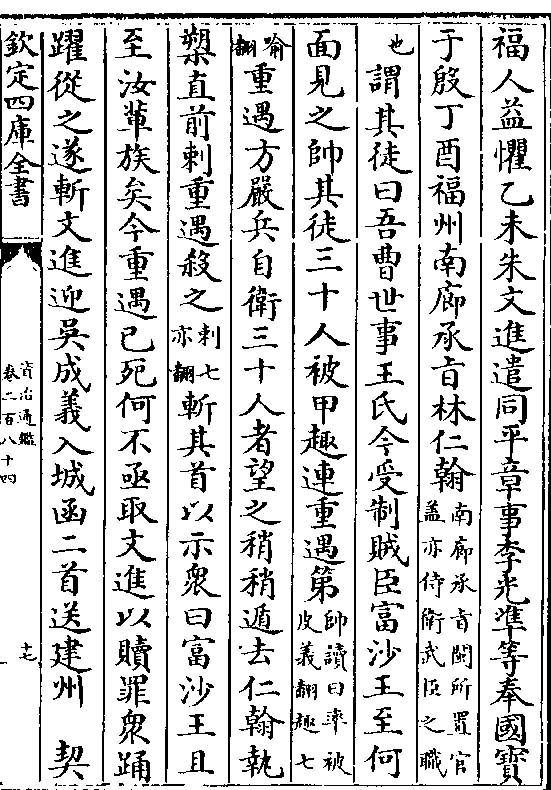 福人益懼乙未朱文進遣同平章事李光準等奉國寶
于殷丁酉福州南廊承旨林仁翰南廊承旨閩所置官蓋亦侍衛武臣之職
也謂其徒曰吾曹世事王氏今受制賊臣富沙王至何
面見之帥其徒三十人被甲趣連重遇第帥讀曰率被皮義翻趣七
喻翻重遇方嚴兵自衛三十人者望之稍稍遁去仁翰執
槊直前刺重遇殺之刺七亦翻斬其首以示衆曰富沙王且
至汝輩族矣今重遇已死何不亟取文進以贖罪衆踊
躍從之遂斬文進迎吳成義入城函二首送建州 契
欽定四庫全書
資治通鑑
卷二百八十四
十七